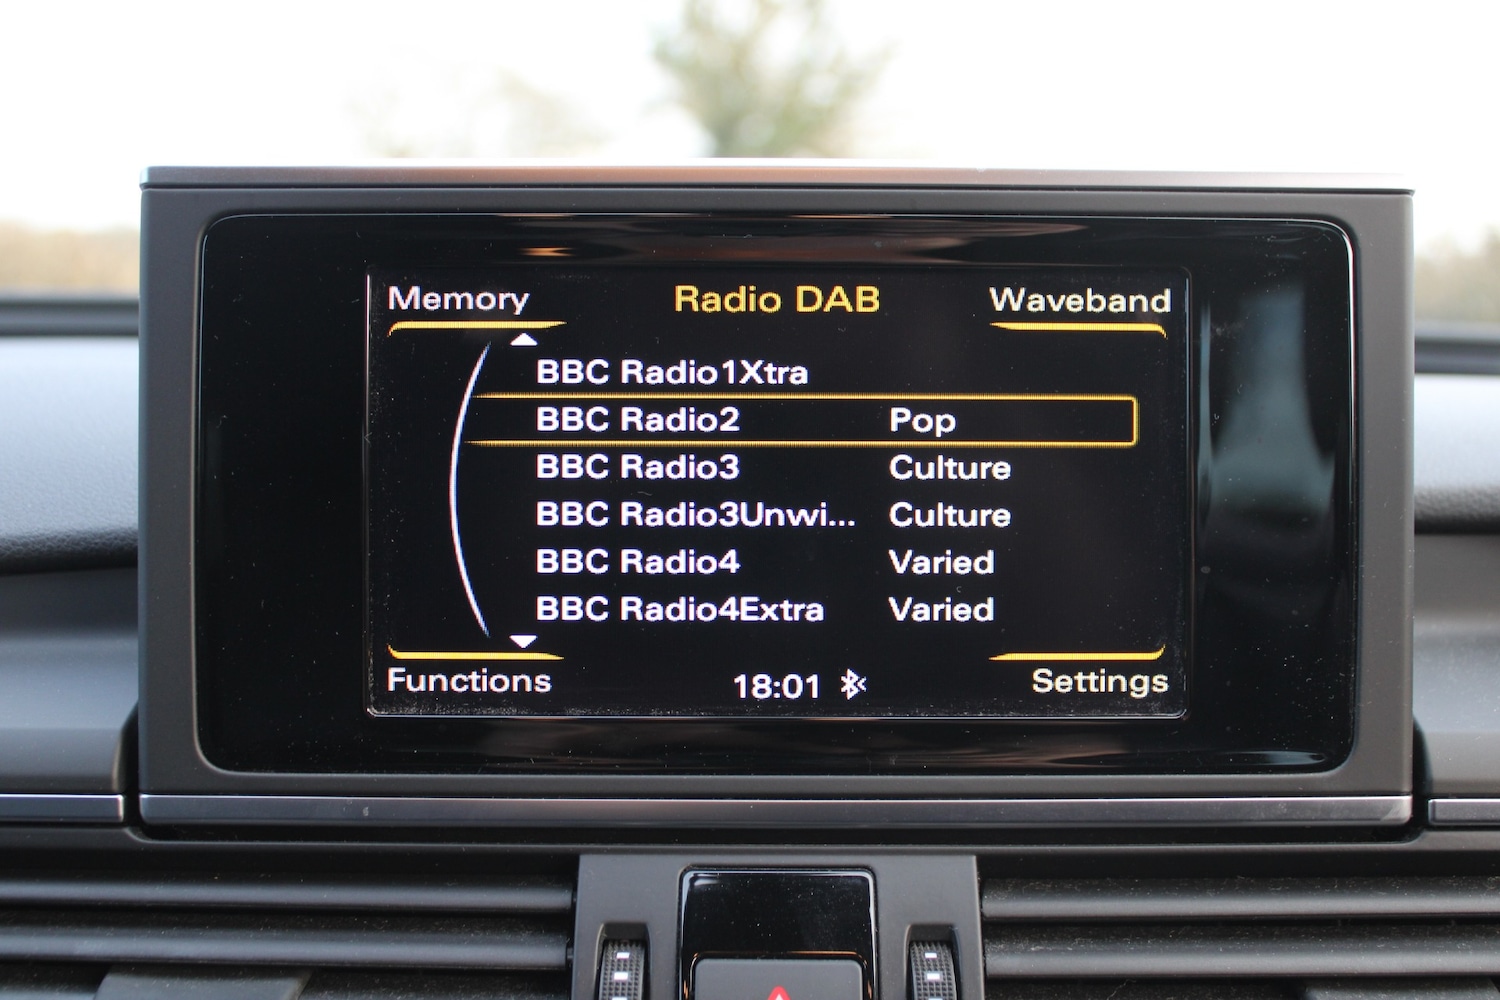 Memory Radio DAB Waveband
BBC Radio1Xtra
BBC Radio2 Pop
BBC Radio3 Culture
BBC Radio3Unwi... Culture
BBC Radio4 Varied
BBC Radio4Extra Varied
Functions 18:01 Settings